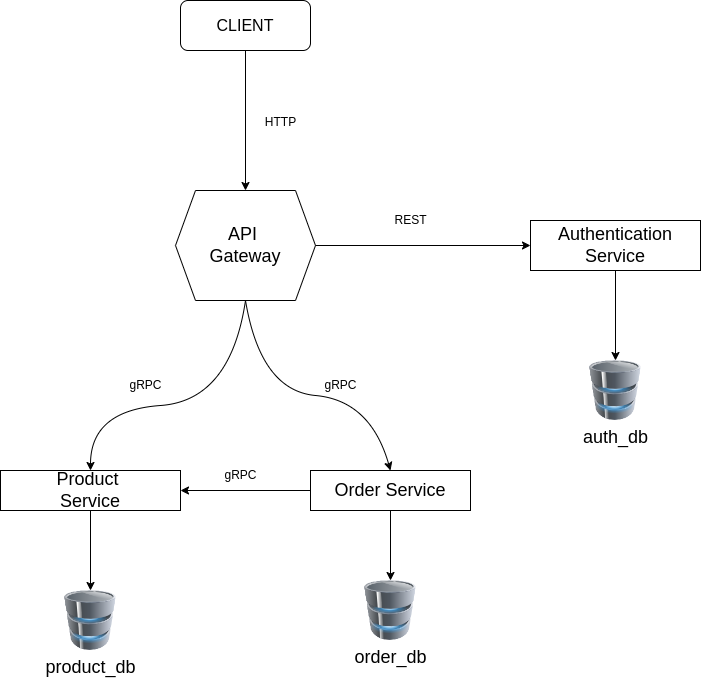 CLIENT
HTTP
API
Gateway
REST
Authentication
Service
auth_db
gRPC
gRPC
Product
Service
gRPC
Order Service
product_db
order_db